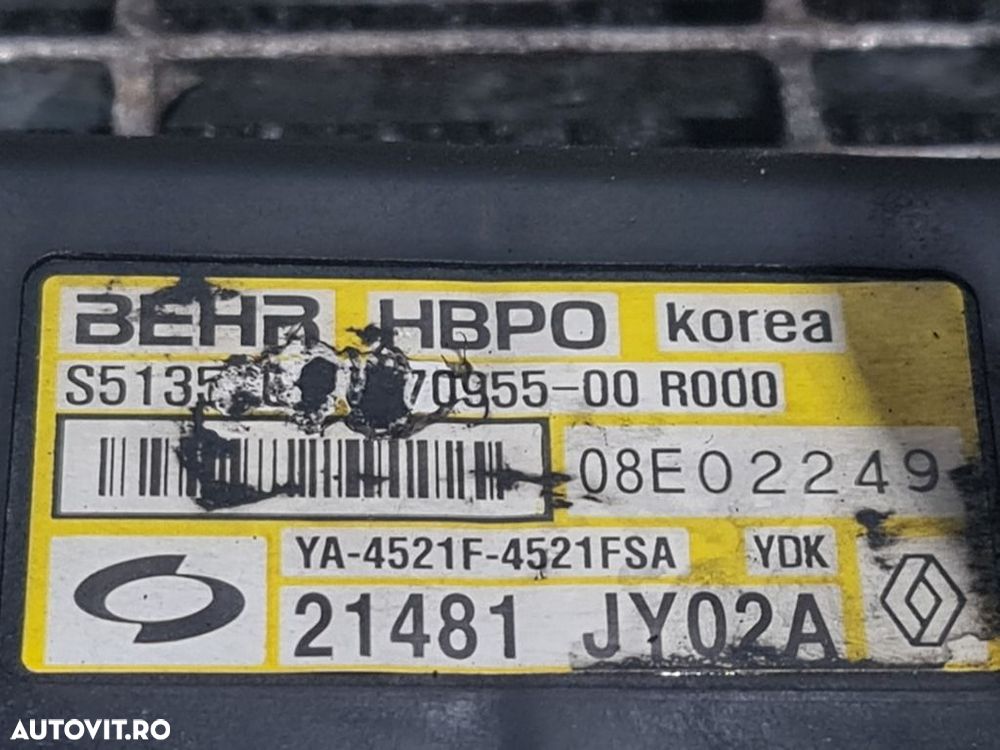 BEHR HBPO korea
S5135 70955-00 R000
08E02249
YA-4521F-4521FSA YDK
21481 JY02A
AUTOVIT.RO